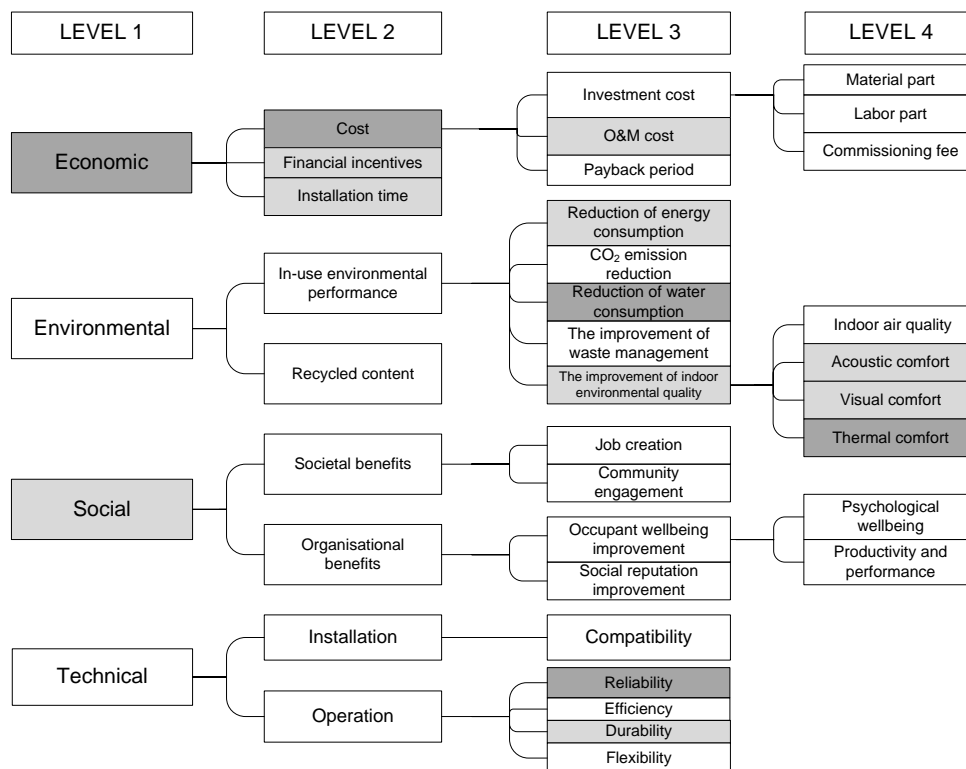 LEVEL 1
LEVEL 2
LEVEL 3
LEVEL 4
Economic
Cost
Financial incentives
Installation time
Investment cost
O&M cost
Payback period
Material part
Labor part
Commissioning fee
Environmental
In-use environmental
performance
Recycled content
Reduction of energy
consumption
CO₂ emission
reduction
Reduction of water
consumption
The improvement of
waste management
The improvement of indoor
environmental quality
Indoor air quality
Acoustic comfort
Visual comfort
Thermal comfort
Social
Societal benefits
Organisational
benefits
Job creation
Community
engagement
Occupant wellbeing
improvement
Social reputation
improvement
Psychological
wellbeing
Productivity and
performance
Technical
Installation
Operation
Compatibility
Reliability
Efficiency
Durability
Flexibility